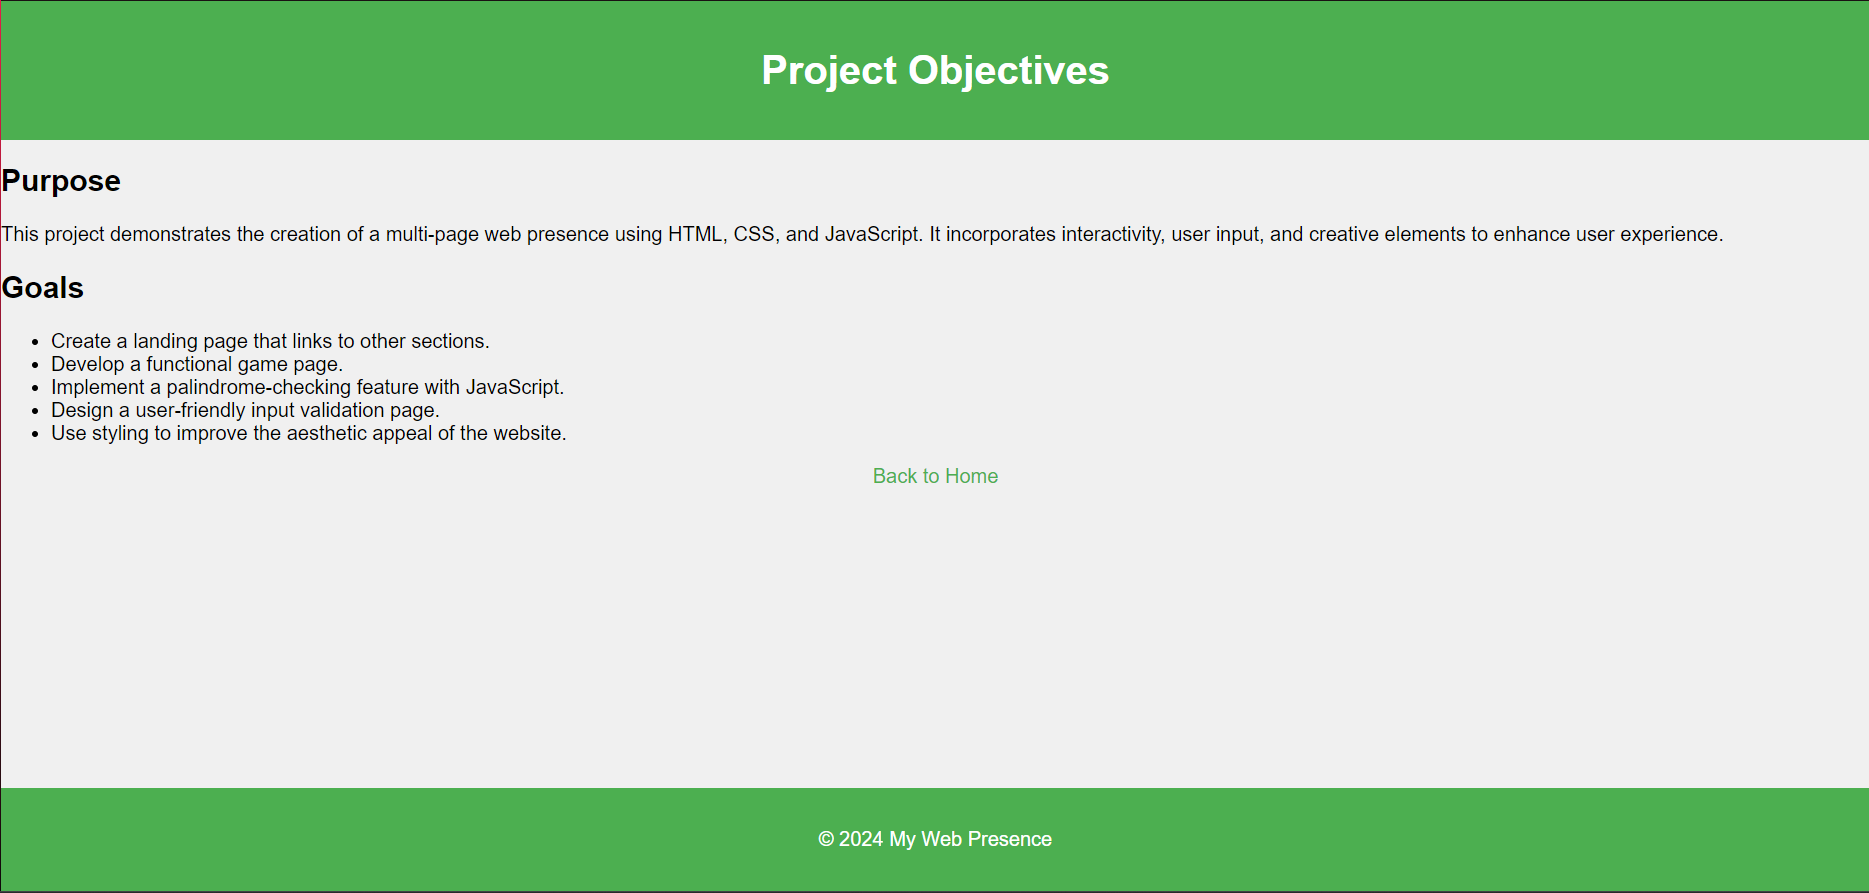 Project Objectives
Purpose
This project demonstrates the creation of a multi-page web presence using HTML, CSS, and JavaScript. It incorporates interactivity, user input, and creative elements to enhance user experience.
Goals
• Create a landing page that links to other sections.
• Develop a functional game page.
• Implement a palindrome-checking feature with JavaScript.
• Design a user-friendly input validation page.
• Use styling to improve the aesthetic appeal of the website.
Back to Home
© 2024 My Web Presence